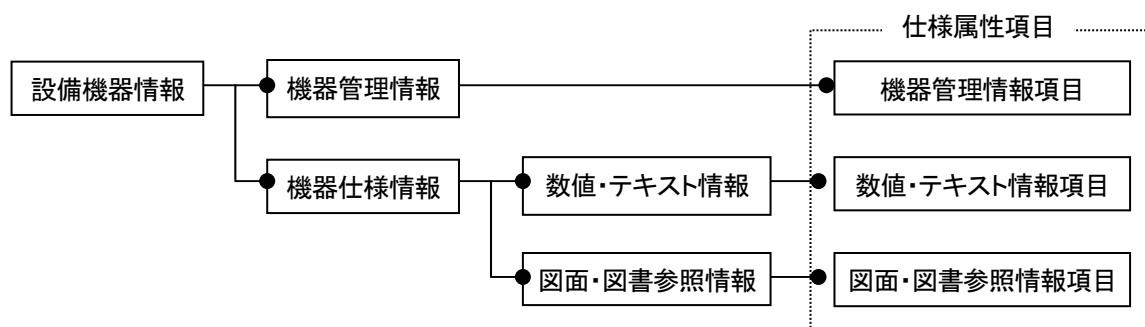 仕様属性項目
設備機器情報
機器管理情報
機器管理情報項目
機器仕様情報
数値・テキスト情報
数値・テキスト情報項目
図面・図書参照情報
図面・図書参照情報項目